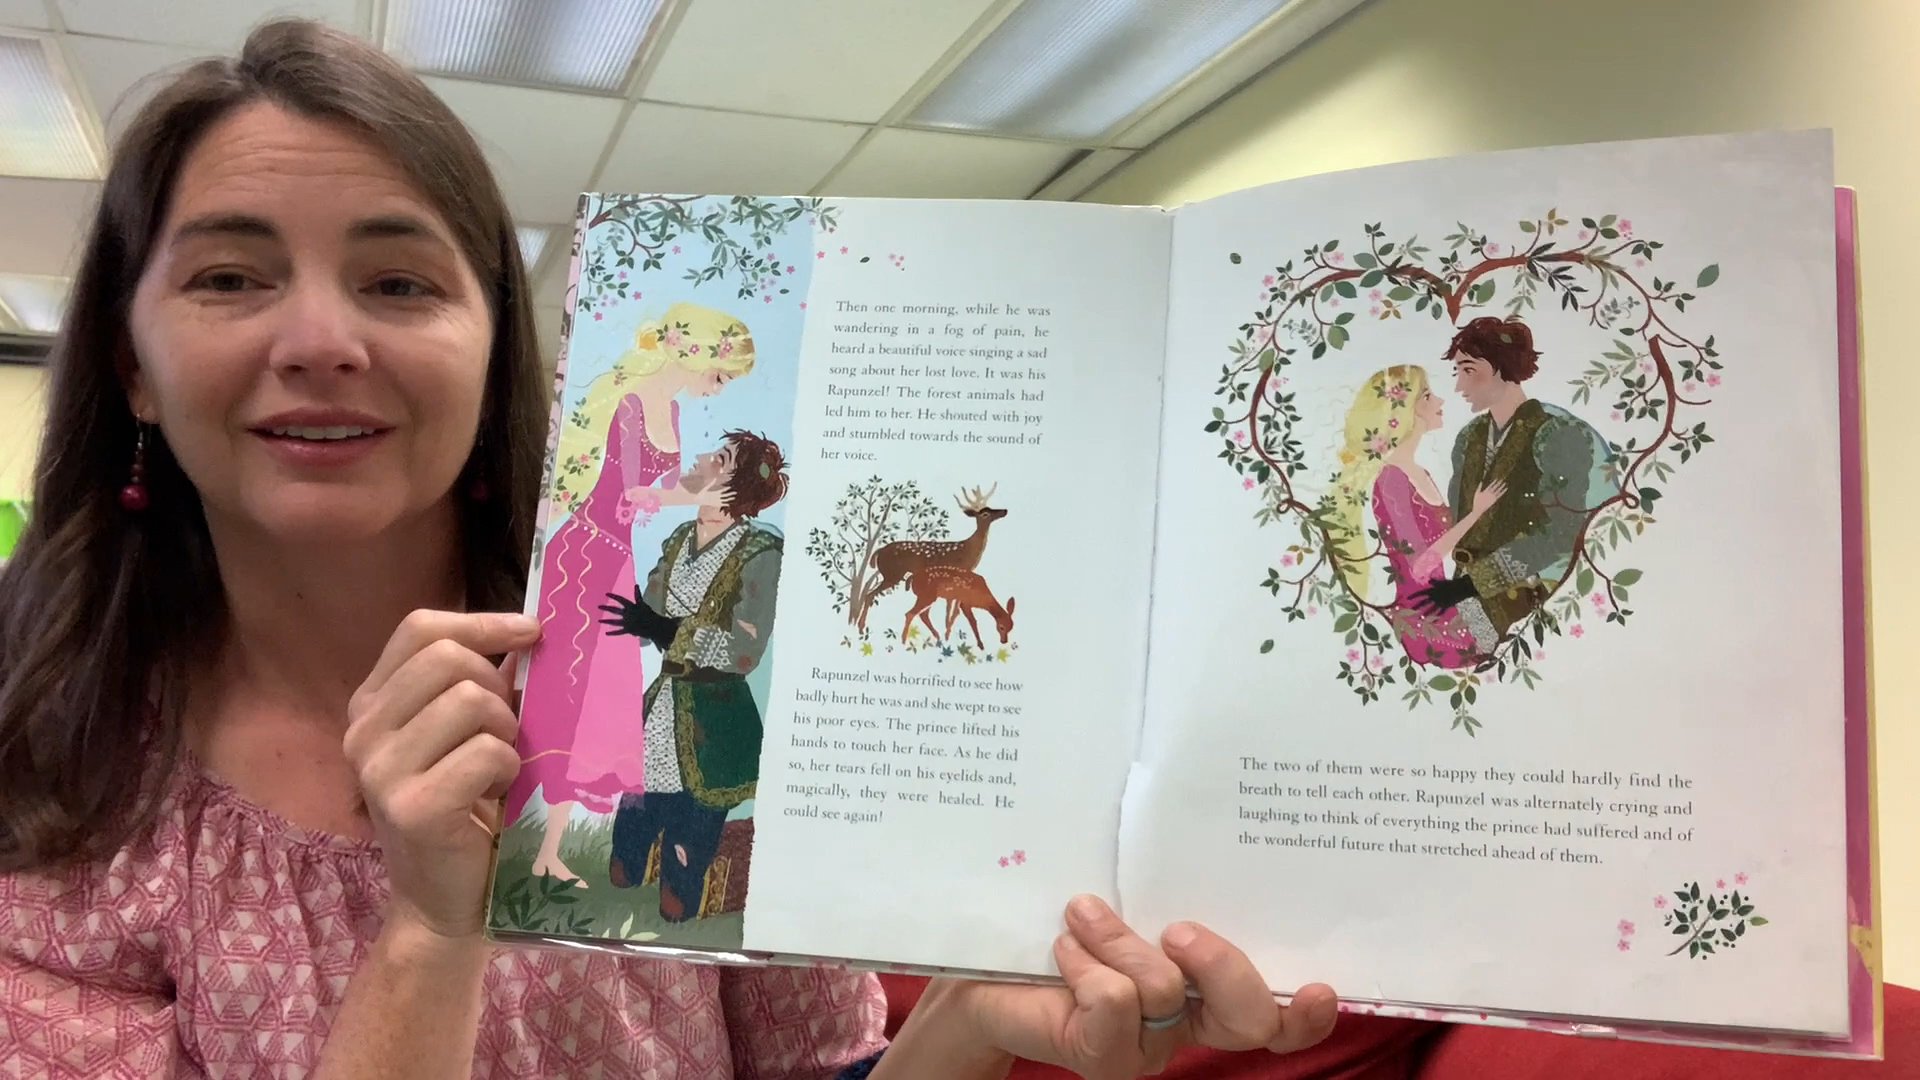 Then one morning, while he was
wandering in a fog of pain, he
heard a beautiful voice singing a sad
song about her lost love. It was his
Rapunzel! The forest animals had
led him to her. He shouted with joy
and stumbled towards the sound of
her voice.
Rapunzel was horrified to see how
badly hurt he was and she wept to see
his poor eyes. The prince lifted his
hands to touch her face. As he did
so, her tears fell on his eyelids and,
magically, they were healed. He
could see again!
The two of them were so happy they could hardly find the
breath to tell each other. Rapunzel was alternately crying and
laughing to think of everything the prince had suffered and of
the wonderful future that stretched ahead of them.